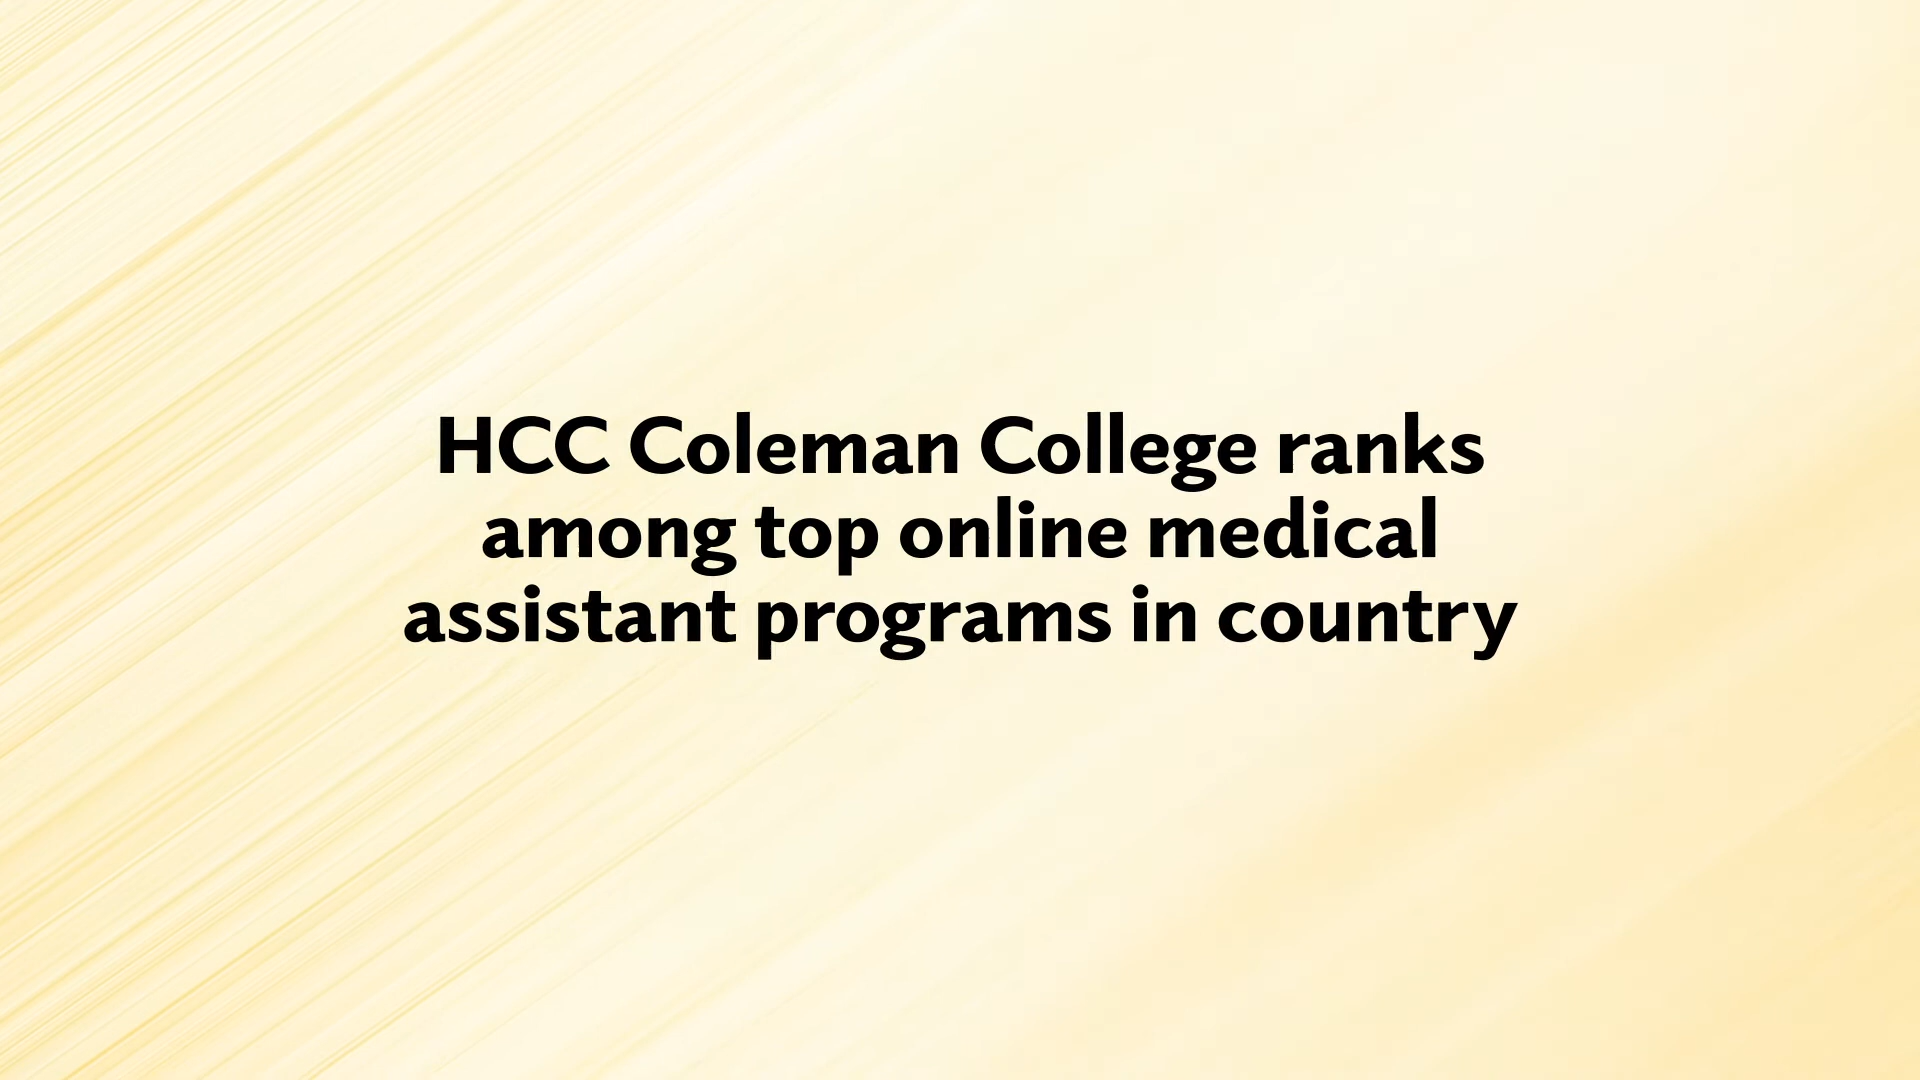 HCC Coleman College ranks
among top online medical
assistant programs in country